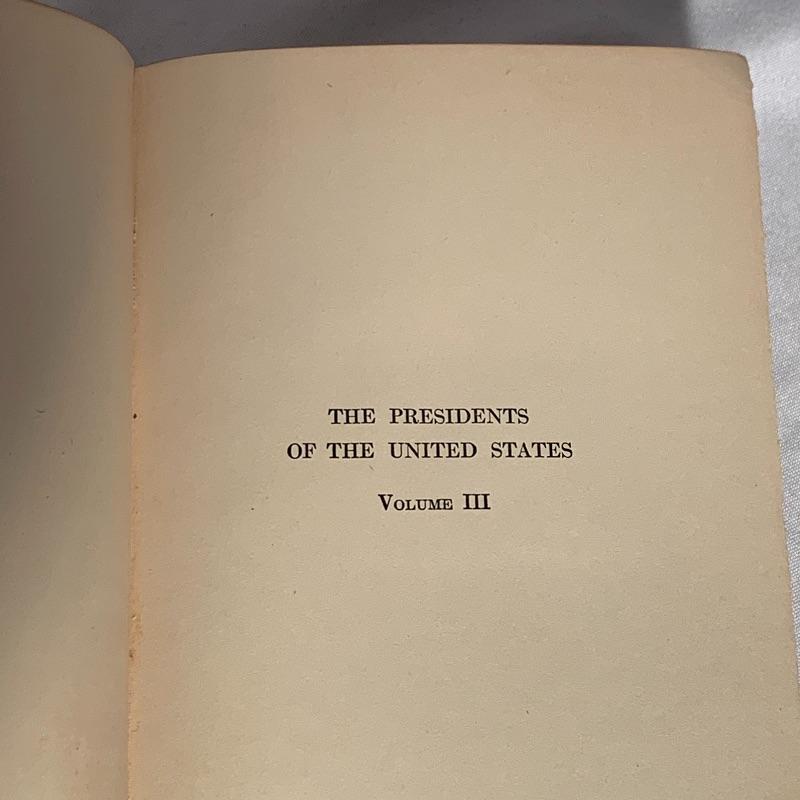 THE PRESIDENTS
OF THE UNITED STATES
VOLUME III